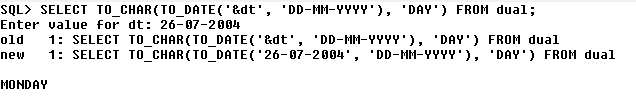 SQL> SELECT TO_CHAR(TO_DATE('&dt', 'DD-MM-YYYY'), 'DAY') FROM dual;
Enter value for dt: 26-07-2004
old   1: SELECT TO_CHAR(TO_DATE('&dt', 'DD-MM-YYYY'), 'DAY') FROM dual
new   1: SELECT TO_CHAR(TO_DATE('26-07-2004', 'DD-MM-YYYY'), 'DAY') FROM dual
MONDAY